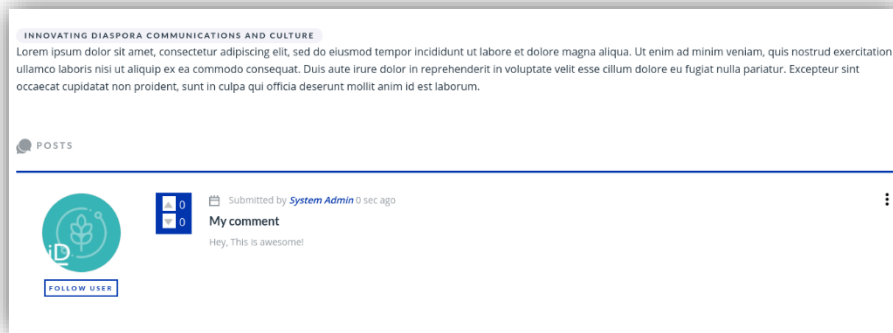 INNOVATING DIASPORA COMMUNICATIONS AND CULTURE
Lorem ipsum dolor sit amet, consectetur adipiscing elit, sed do eiusmod tempor incididunt ut labore et dolore magna aliqua. Ut enim ad minim veniam, quis nostrud exercitation
ullamco laboris nisi ut aliquip ex ea commodo consequat. Duis aute irure dolor in reprehenderit in voluptate velit esse cillum dolore eu fugiat nulla pariatur. Excepteur sint
occaecat cupidatat non proident, sunt in culpa qui officia deserunt mollit anim id est laborum.
POSTS
0
0
Submitted by System Admin 0 sec ago
My comment
Hey, This is awesome!
iD
FOLLOW USER